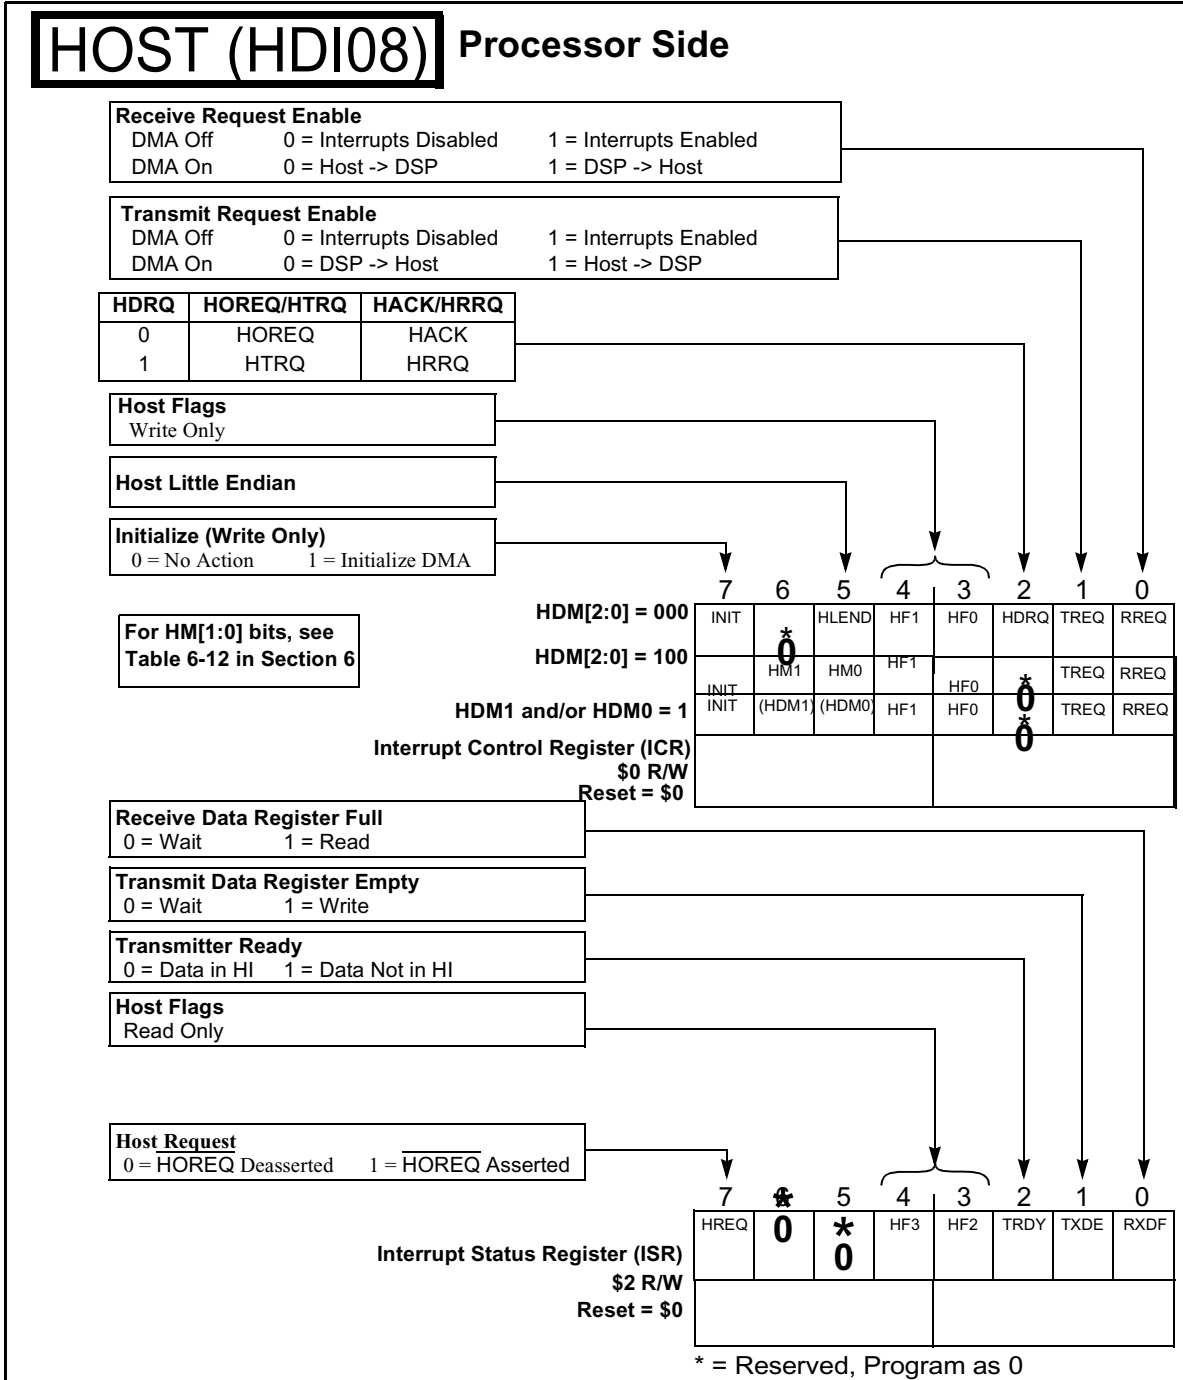 HOST (HDI08) Processor Side
Receive Request Enable
DMA Off 0 = Interrupts Disabled 1 = Interrupts Enabled
DMA On 0 = Host -> DSP 1 = DSP -> Host
Transmit Request Enable
DMA Off 0 = Interrupts Disabled 1 = Interrupts Enabled
DMA On 0 = DSP -> Host 1 = Host -> DSP
HDRQ HOREQ/HTRQ HACK/HRRQ
0 HOREQ HACK
1 HTRQ HRRQ
Host Flags
Write Only
Host Little Endian
Initialize (Write Only)
0 = No Action 1 = Initialize DMA
7 6 5 4 3 2 1 0
For HM[1:0] bits, see
Table 6-12 in Section 6
HDM[2:0] = 000 INIT *0 HLEND HF1 HF0 HDRQ TREQ RREQ
HDM[2:0] = 100 INIT HM1 HM0 HF1 HF0 *0 TREQ RREQ
HDM1 and/or HDM0 = 1 INIT (HDM1) (HDM0) HF1 HF0 *0 TREQ RREQ
Interrupt Control Register (ICR)
$0 R/W
Reset = $0
Receive Data Register Full
0 = Wait 1 = Read
Transmit Data Register Empty
0 = Wait 1 = Write
Transmitter Ready
0 = Data in HI 1 = Data Not in HI
Host Flags
Read Only
Host Request
0 = HOREQ Deasserted 1 = HOREQ Asserted
7 6 5 4 3 2 1 0
HREQ *0 *0 HF3 HF2 TRDY TXDE RXDF
Interrupt Status Register (ISR)
$2 R/W
Reset = $0
* = Reserved, Program as 0